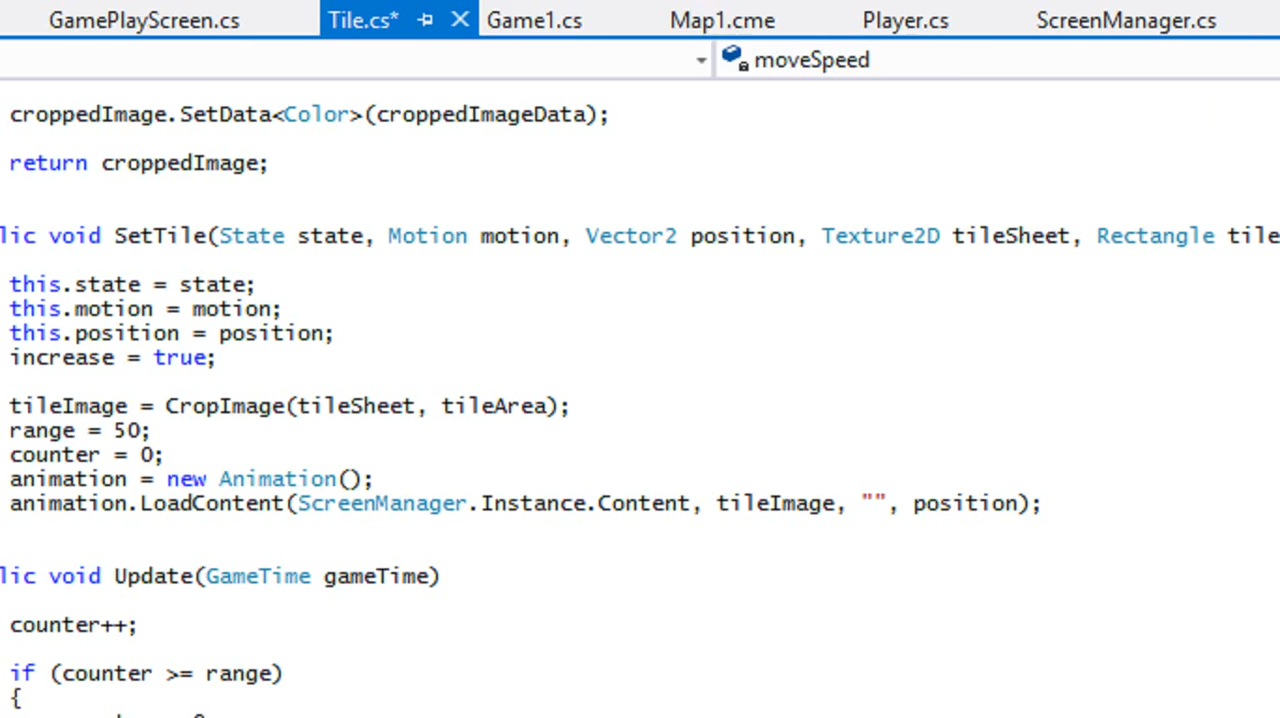 GamePlayScreen.cs Tile.cs* Game1.cs Map1.cme Player.cs ScreenManager.cs
moveSpeed
croppedImage.SetData<Color>(croppedImageData);
return croppedImage;
lic void SetTile(State state, Motion motion, Vector2 position, Texture2D tileSheet, Rectangle tile
this.state = state;
this.motion = motion;
this.position = position;
increase = true;
tileImage = CropImage(tileSheet, tileArea);
range = 50;
counter = 0;
animation = new Animation();
animation.LoadContent(ScreenManager.Instance.Content, tileImage, "", position);
lic void Update(GameTime gameTime)
counter++;
if (counter >= range)
{